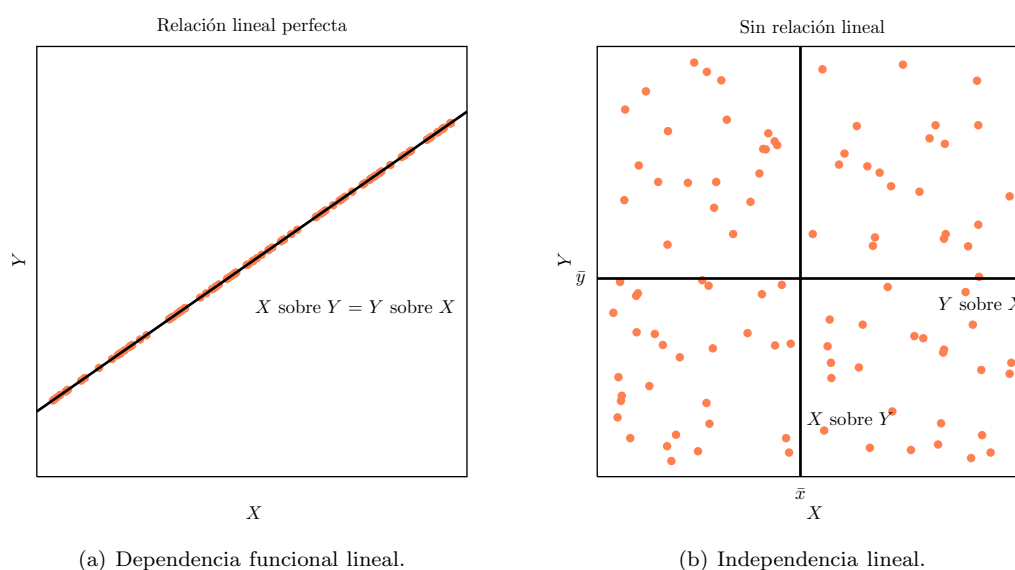 Relación lineal perfecta
Y
X sobre Y = Y sobre X
X
(a) Dependencia funcional lineal.
Sin relación lineal
Y
ȳ
Y sobre X
X sobre Y
x̄
X
(b) Independencia lineal.